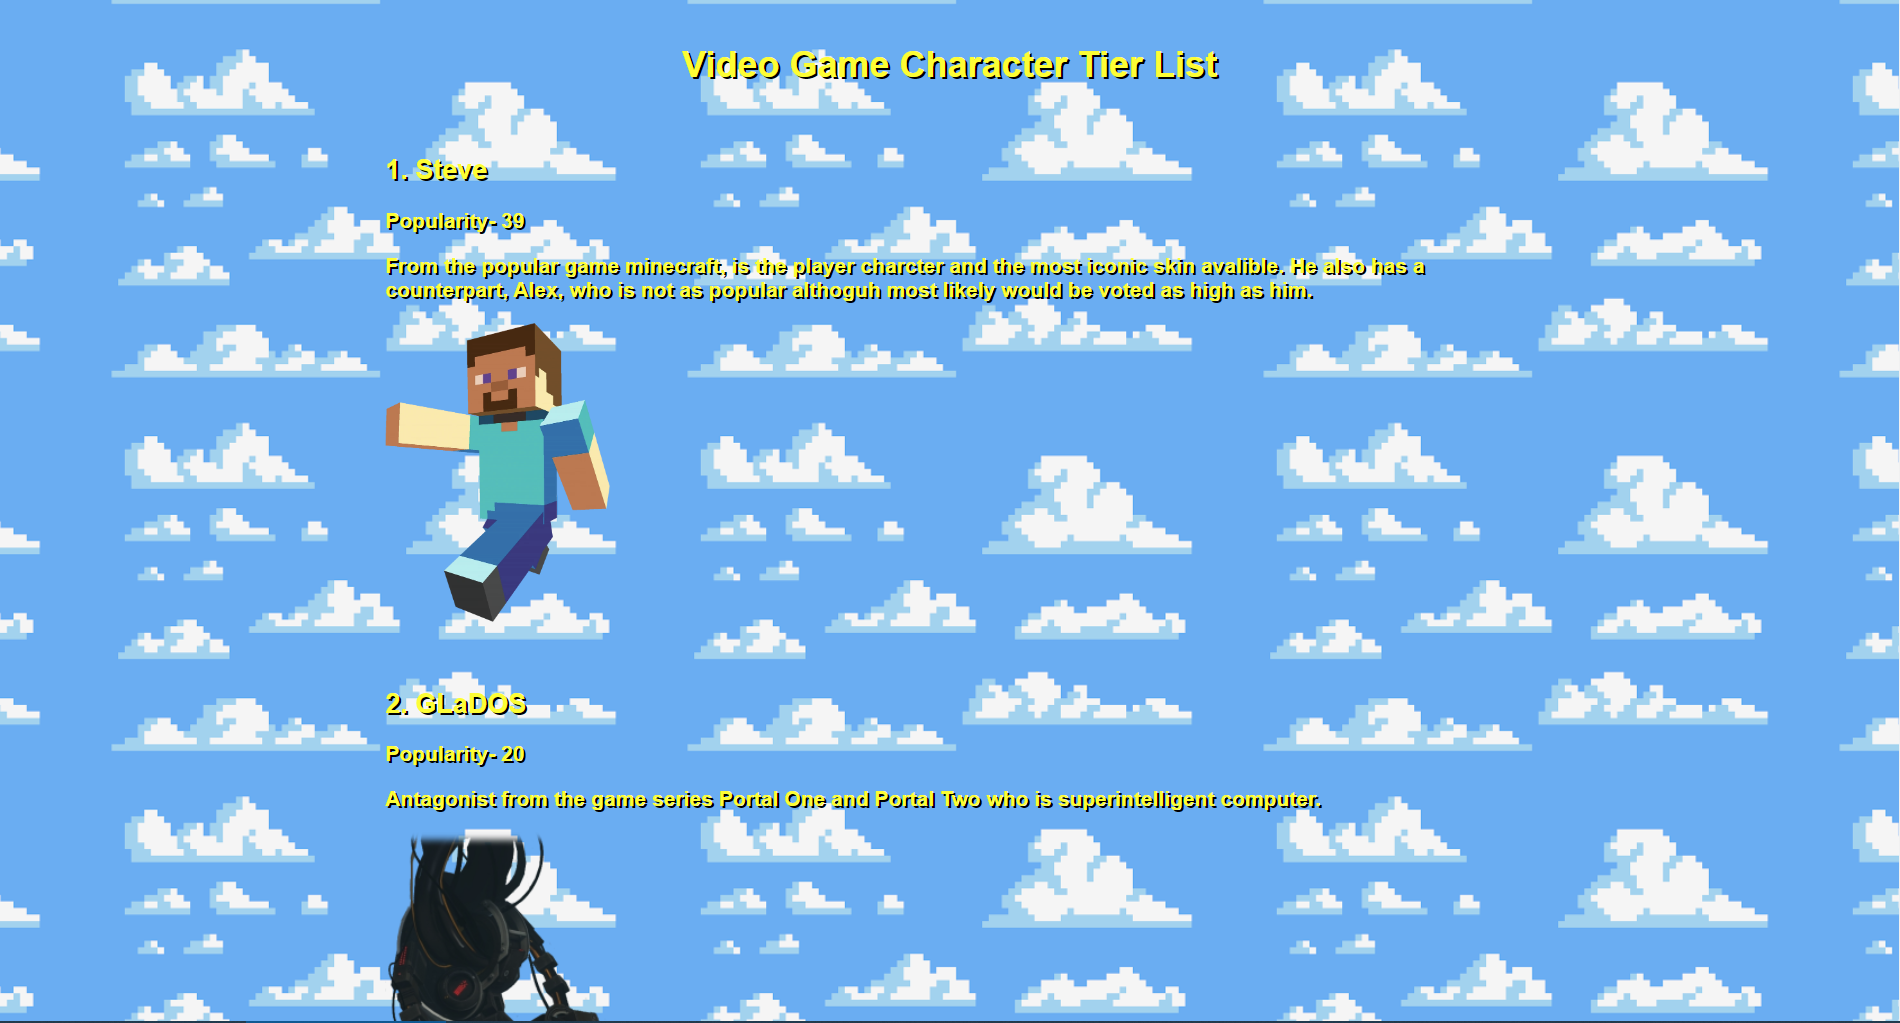 Video Game Character Tier List
1. Steve
Popularity- 39
From the popular game minecraft, is the player charcter and the most iconic skin avalible. He also has a
counterpart, Alex, who is not as popular althoguh most likely would be voted as high as him.
2. GLaDOS
Popularity- 20
Antagonist from the game series Portal One and Portal Two who is superintelligent computer.